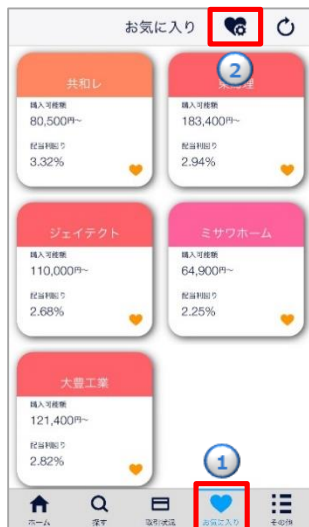 お気に入り
②
共和レ
購入可能額
80,500円〜
配当利回り
3.32%
購入可能額
183,400円〜
配当利回り
2.94%
ジェイテクト
購入可能額
110,000円〜
配当利回り
2.68%
ミサワホーム
購入可能額
64,900円〜
配当利回り
2.25%
大豊工業
購入可能額
121,400円〜
配当利回り
2.82%
①
ホーム
探す
取引状況
お気に入り
その他